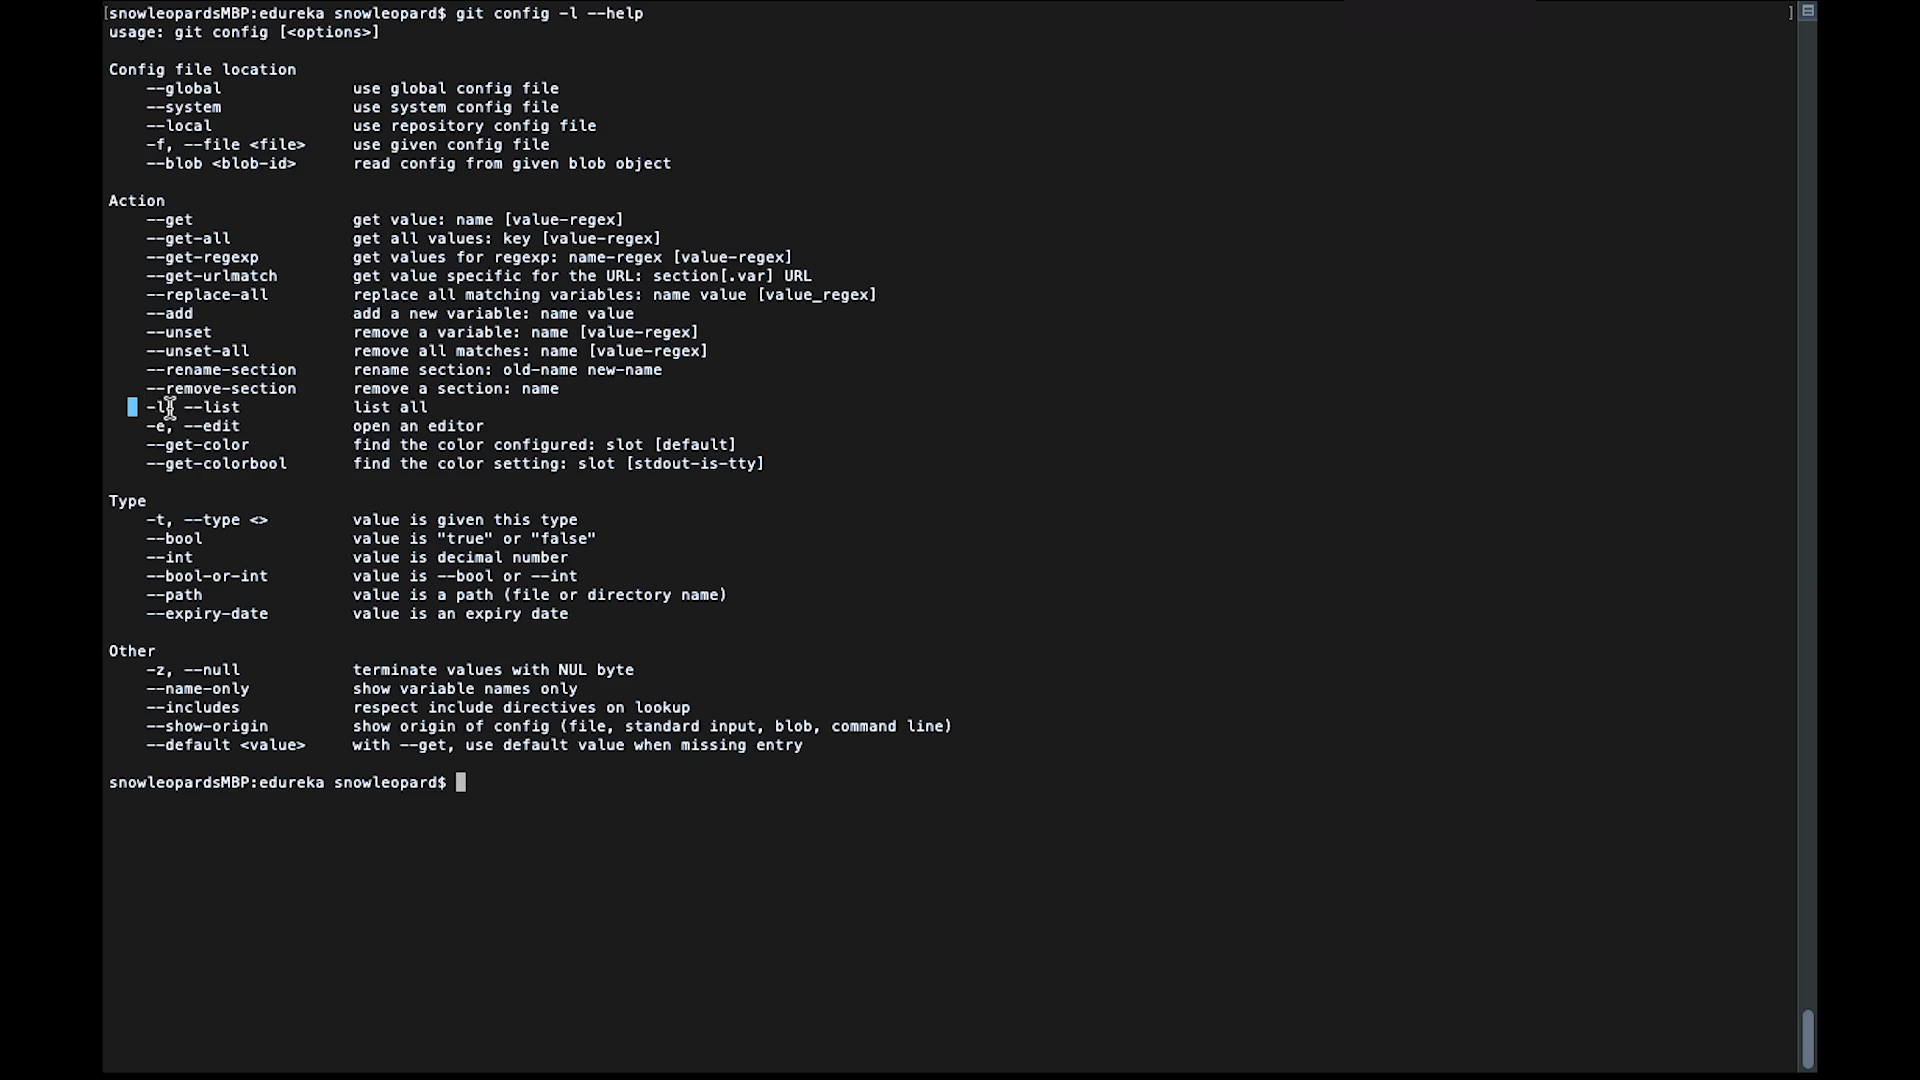 [snowleopardsMBP:edureka snowleopard$ git config -l --help ]
usage: git config [<options>]
Config file location
--global use global config file
--system use system config file
--local use repository config file
-f, --file <file> use given config file
--blob <blob-id> read config from given blob object
Action
--get get value: name [value-regex]
--get-all get all values: key [value-regex]
--get-regexp get values for regexp: name-regex [value-regex]
--get-urlmatch get value specific for the URL: section[.var] URL
--replace-all replace all matching variables: name value [value_regex]
--add add a new variable: name value
--unset remove a variable: name [value-regex]
--unset-all remove all matches: name [value-regex]
--rename-section rename section: old-name new-name
--remove-section remove a section: name
-l, --list list all
-e, --edit open an editor
--get-color find the color configured: slot [default]
--get-colorbool find the color setting: slot [stdout-is-tty]
Type
-t, --type <> value is given this type
--bool value is "true" or "false"
--int value is decimal number
--bool-or-int value is --bool or --int
--path value is a path (file or directory name)
--expiry-date value is an expiry date
Other
-z, --null terminate values with NUL byte
--name-only show variable names only
--includes respect include directives on lookup
--show-origin show origin of config (file, standard input, blob, command line)
--default <value> with --get, use default value when missing entry
snowleopardsMBP:edureka snowleopard$